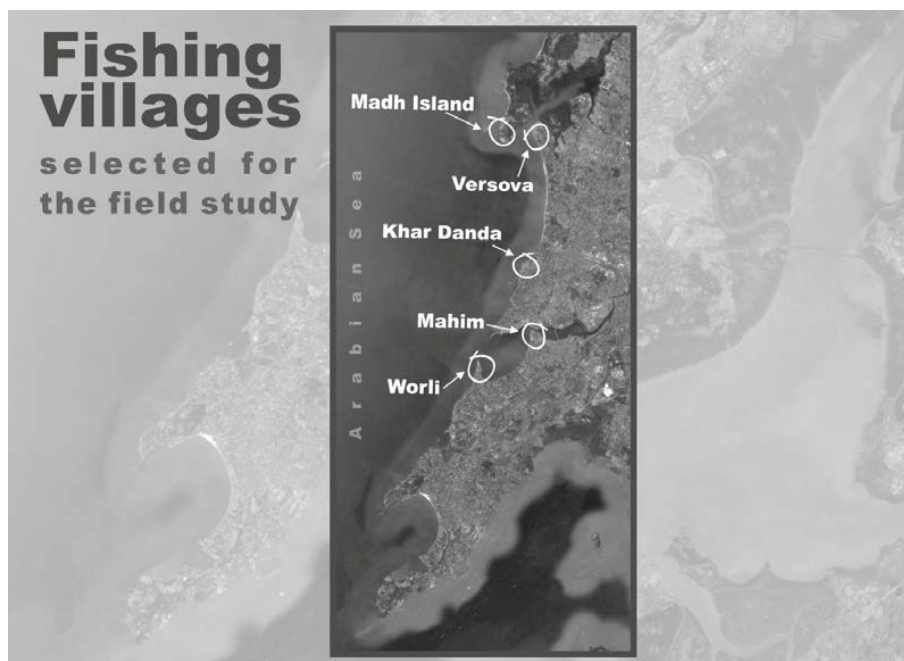 Fishing
villages
selected for
the field study
Madh Island
Versova
Khar Danda
Mahim
Worli
Arabian Sea